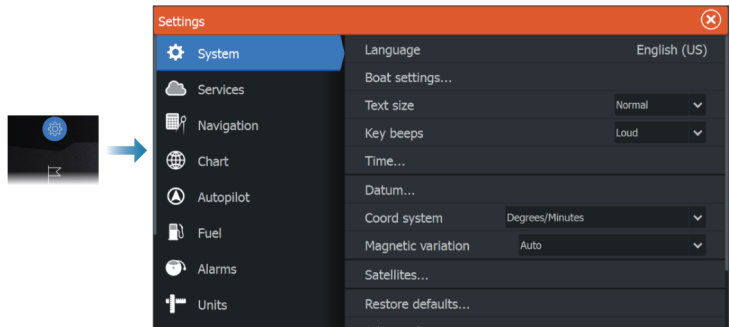 Settings
System
Services
Navigation
Chart
Autopilot
Fuel
Alarms
Units
Language English (US)
Boat settings...
Text size Normal
Key beeps Loud
Time...
Datum...
Coord system Degrees/Minutes
Magnetic variation Auto
Satellites...
Restore defaults...